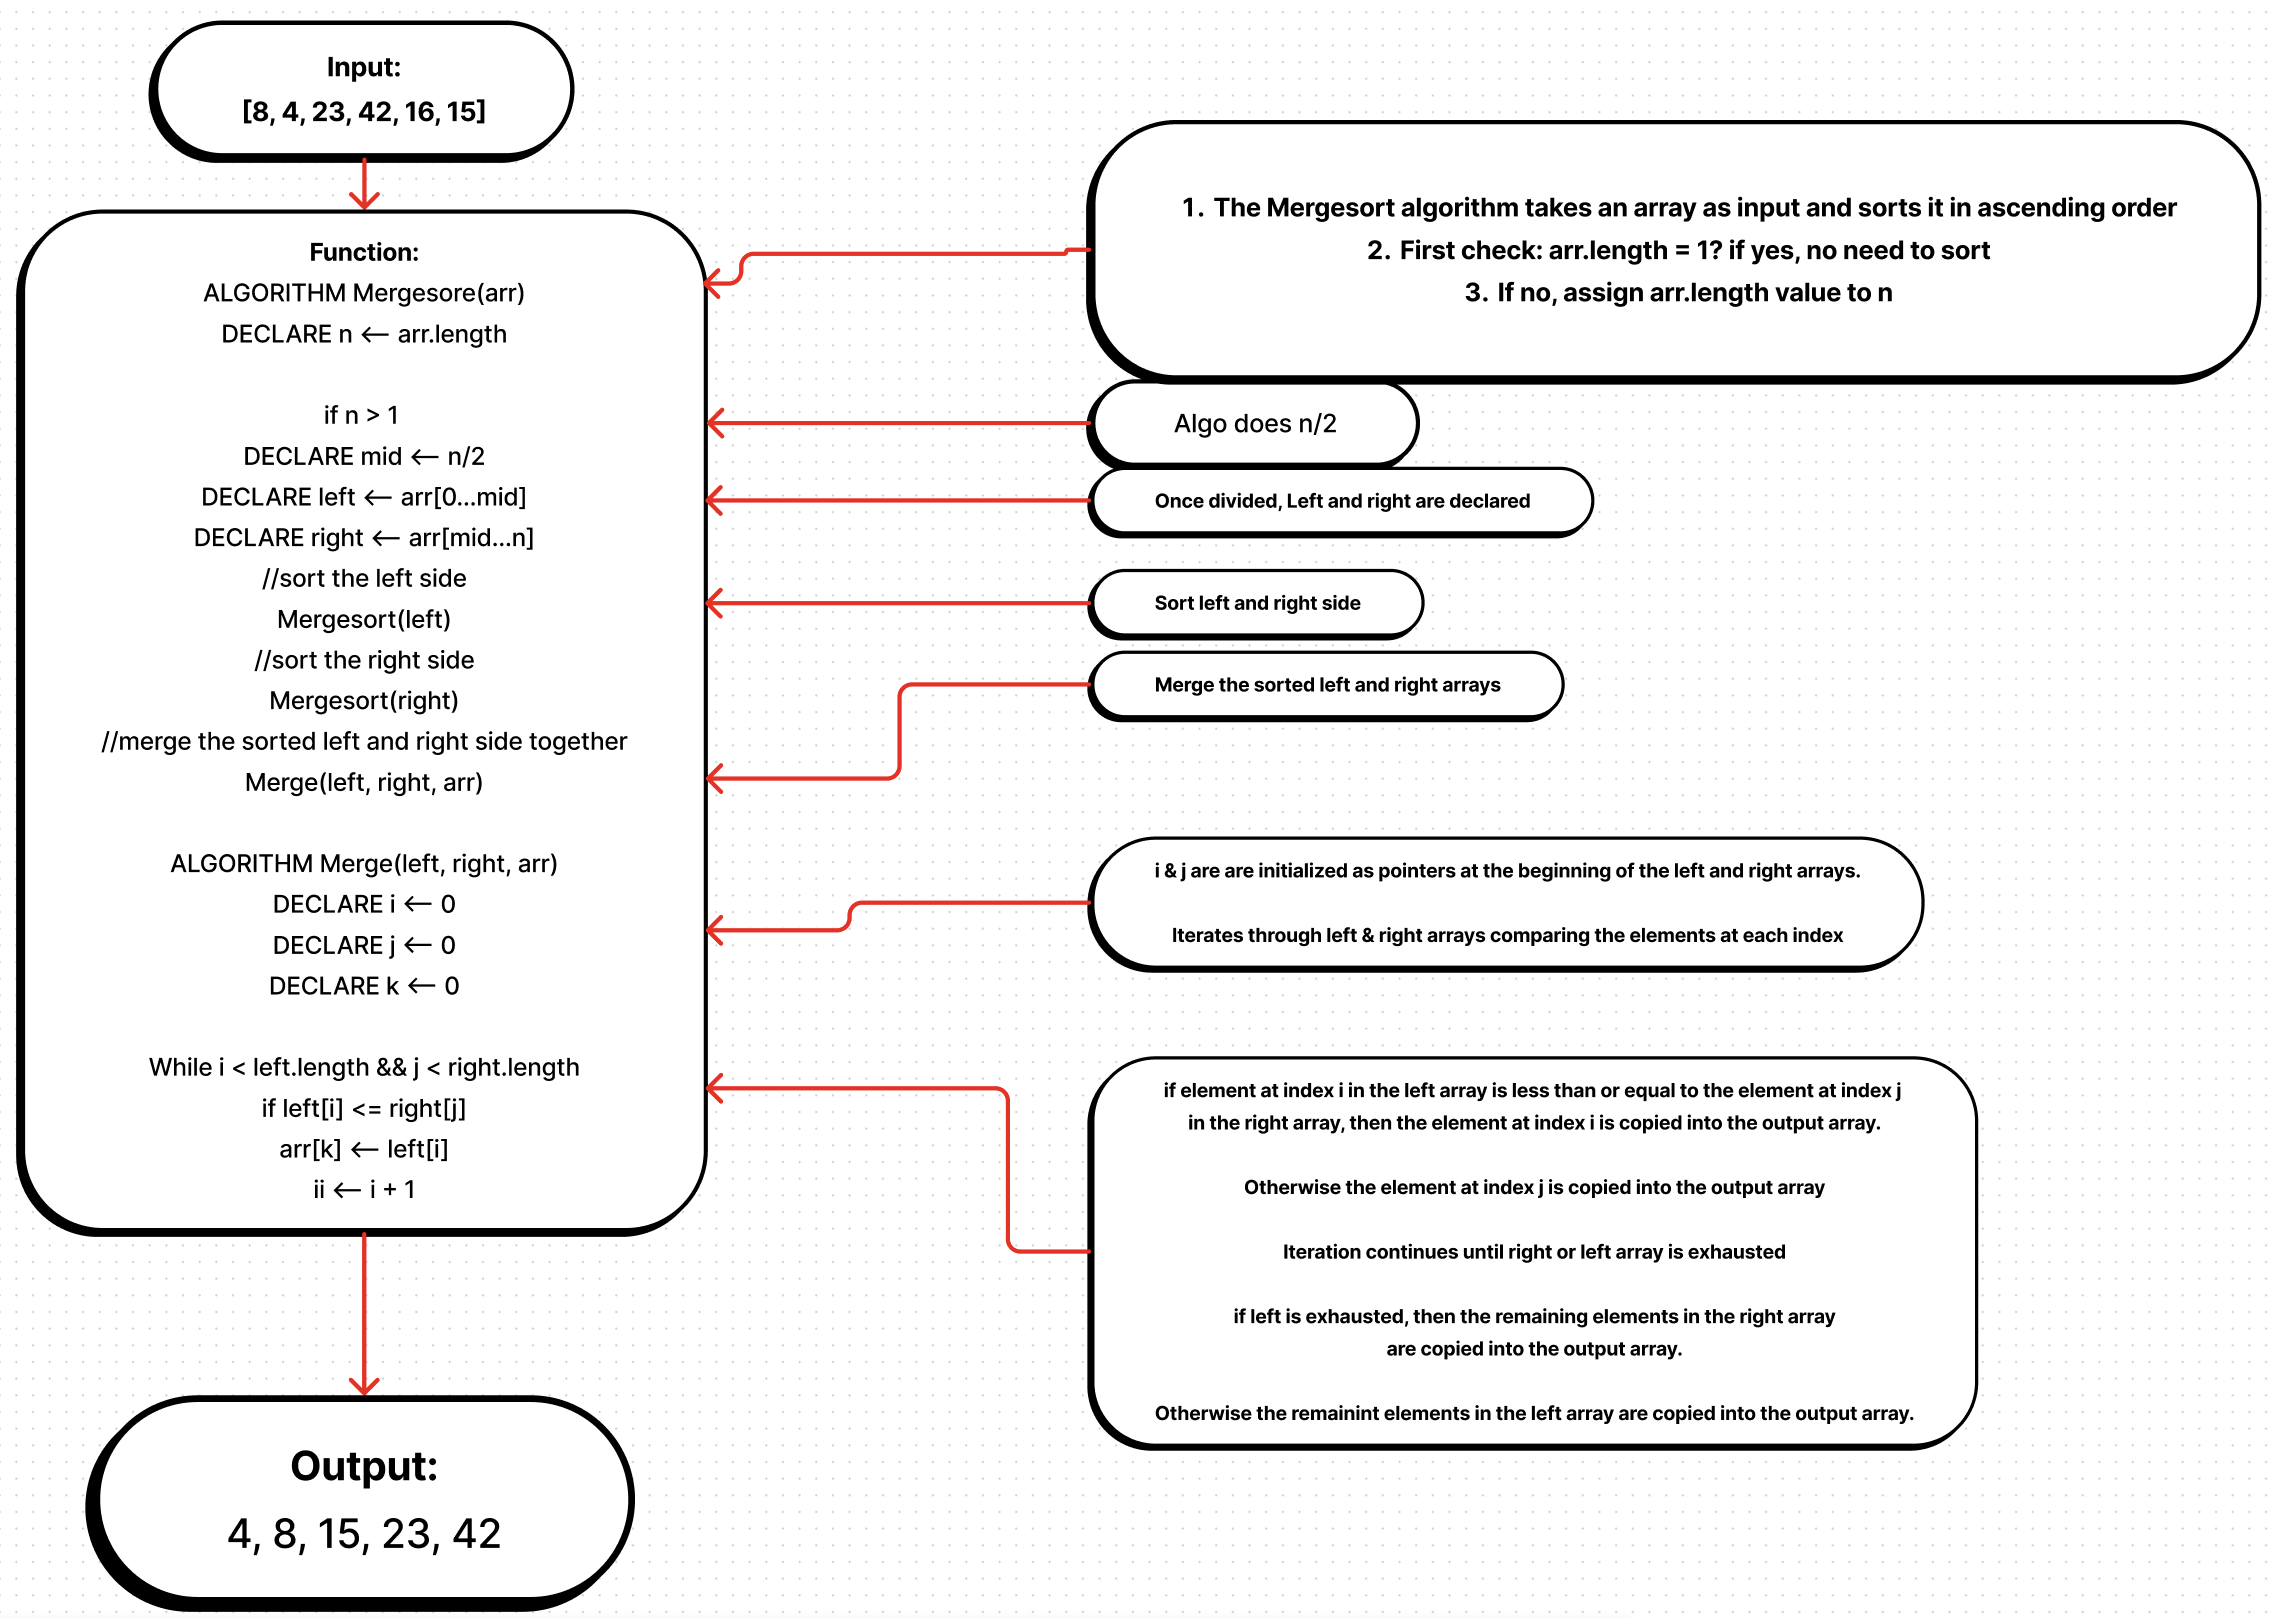 Input:
[8, 4, 23, 42, 16, 15]
Function:
ALGORITHM Mergesore(arr)
DECLARE n <-- arr.length
if n > 1
DECLARE mid <-- n/2
DECLARE left <-- arr[0...mid]
DECLARE right <-- arr[mid...n]
//sort the left side
Mergesort(left)
//sort the right side
Mergesort(right)
//merge the sorted left and right side together
Merge(left, right, arr)
ALGORITHM Merge(left, right, arr)
DECLARE i <-- 0
DECLARE j <-- 0
DECLARE k <-- 0
While i < left.length && j < right.length
if left[i] <= right[j]
arr[k] <-- left[i]
ii <-- i + 1
Output:
4, 8, 15, 23, 42
1. The Mergesort algorithm takes an array as input and sorts it in ascending order
2. First check: arr.length = 1? if yes, no need to sort
3. If no, assign arr.length value to n
Algo does n/2
Once divided, Left and right are declared
Sort left and right side
Merge the sorted left and right arrays
i & j are are initialized as pointers at the beginning of the left and right arrays.
Iterates through left & right arrays comparing the elements at each index
if element at index i in the left array is less than or equal to the element at index j
in the right array, then the element at index i is copied into the output array.
Otherwise the element at index j is copied into the output array
Iteration continues until right or left array is exhausted
if left is exhausted, then the remaining elements in the right array
are copied into the output array.
Otherwise the remainint elements in the left array are copied into the output array.